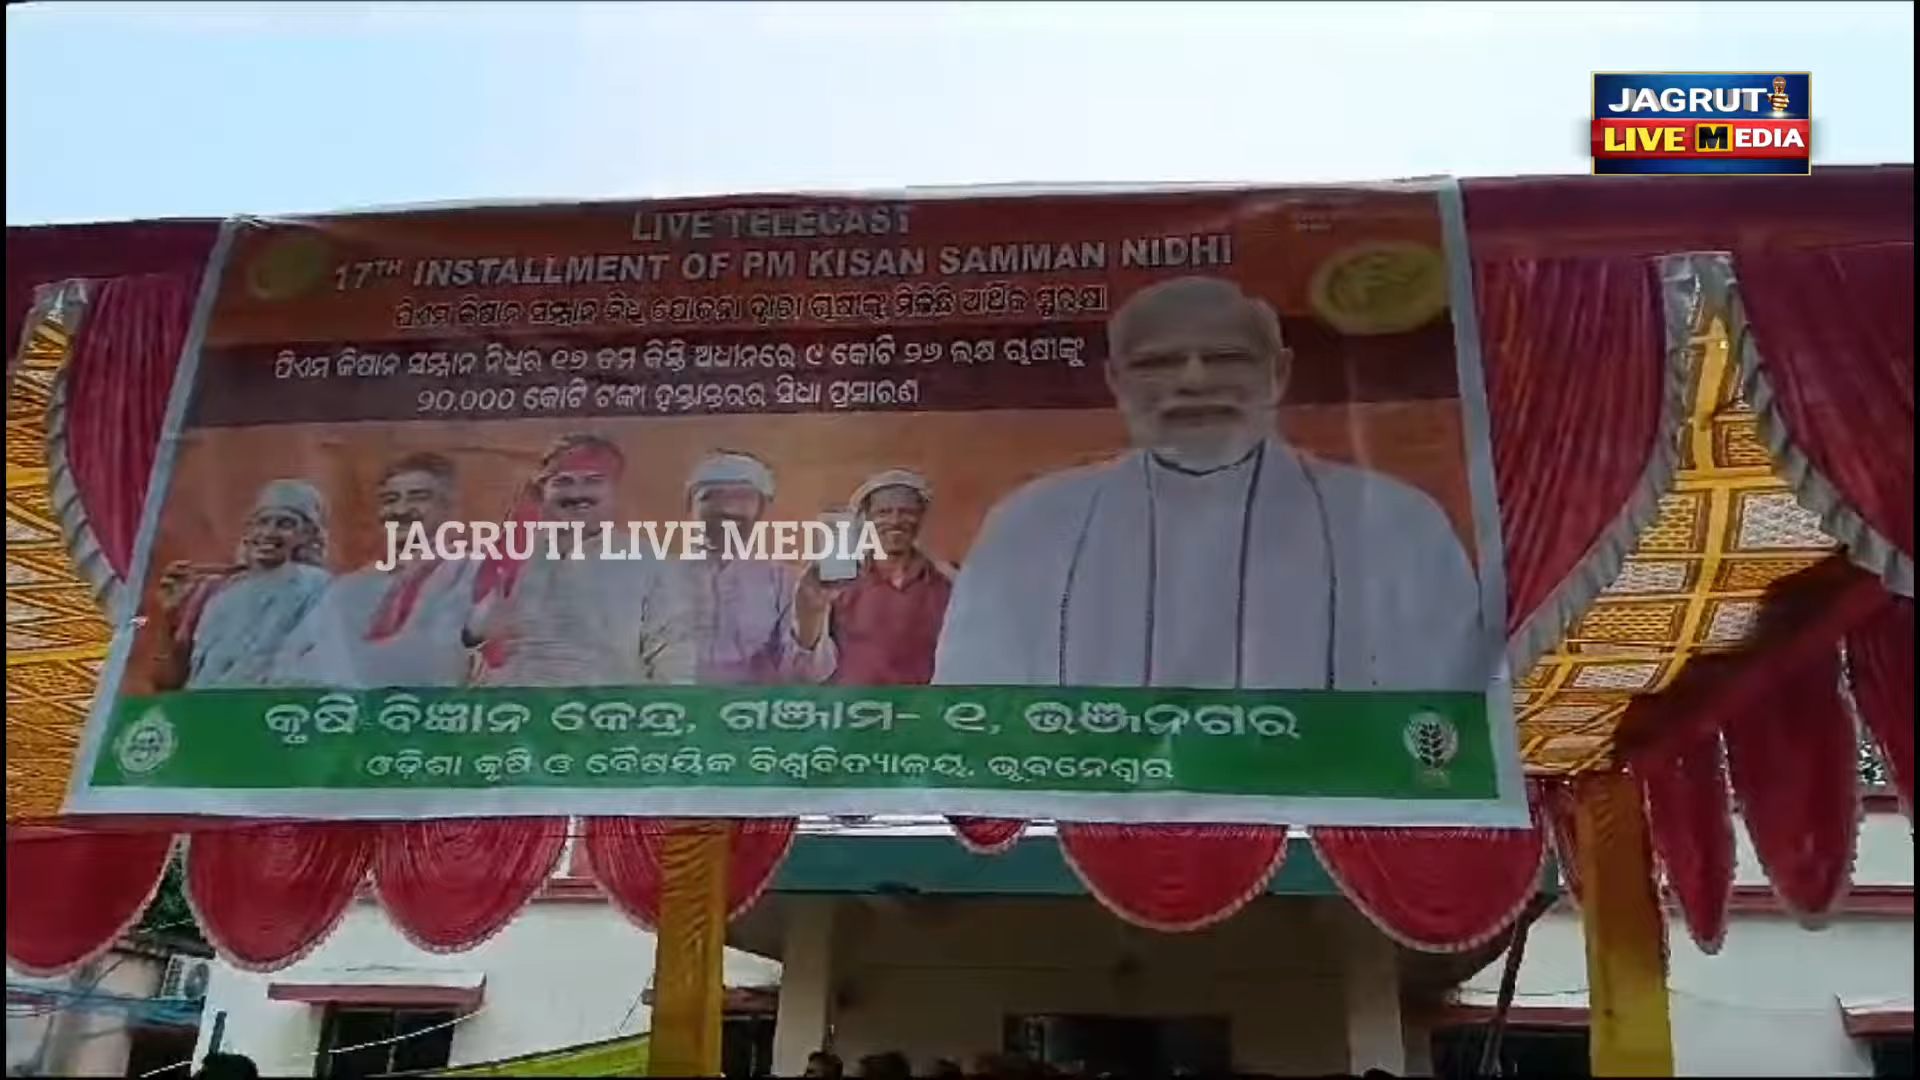 JAGRUTI
LIVE MEDIA
LIVE TELECAST
17TH INSTALLMENT OF PM KISAN SAMMAN NIDHI
ପିଏମ କିଷାନ ସମ୍ମାନ ନିଧି ଯୋଜନା ଦ୍ୱାରା ଚାଷୀଙ୍କୁ ମିଳିଛି ଆର୍ଥିକ ସୁରକ୍ଷା
ପିଏମ କିଷାନ ସମ୍ମାନ ନିଧିର ୧୭ ତମ କିସ୍ତି ଅଧୀନରେ ୯ କୋଟି ୨୬ ଲକ୍ଷ ଚାଷୀଙ୍କୁ
୨୦,୦୦୦ କୋଟି ଟଙ୍କା ହସ୍ତାନ୍ତରର ସିଧା ପ୍ରସାରଣ
JAGRUTI LIVE MEDIA
କୃଷି ବିଜ୍ଞାନ କେନ୍ଦ୍ର, ଗଞ୍ଜାମ- ୧, ଭଞ୍ଜନଗର
ଓଡ଼ିଶା କୃଷି ଓ ବୈଷୟିକ ବିଶ୍ୱବିଦ୍ୟାଳୟ, ଭୁବନେଶ୍ୱର